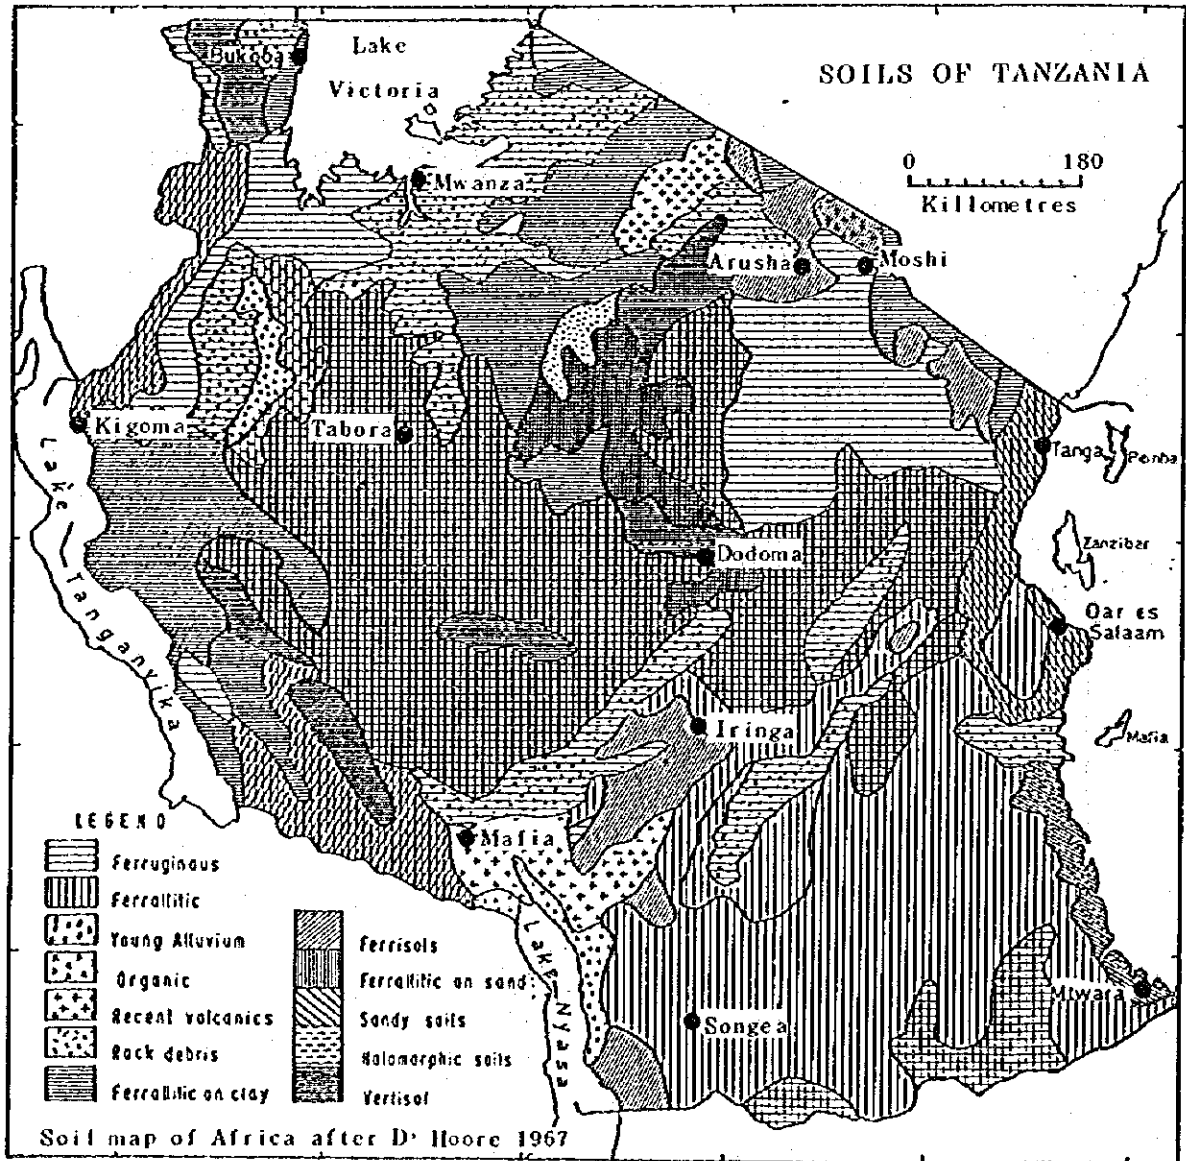 SOILS OF TANZANIA
0 180
Killometres
Lake
Victoria
Bukoba
Mwanza
Arusha
Moshi
Kigoma
Tabora
Tanga
Pemba
Zanzibar
Dodoma
Dar es
Salaam
Lake Tanganyika
Iringa
Mafia
Mafia
Lake Nyasa
Songea
Mtwara
LEGEND
Ferruginous
Ferrallitic
Young Alluvium
Organic
Recent volcanics
Rock debris
Ferrallitic on clay
Ferrisols
Ferrallitic on sand
Sandy soils
Halomorphic soils
Vertisol
Soil map of Africa after D' Hoore 1967